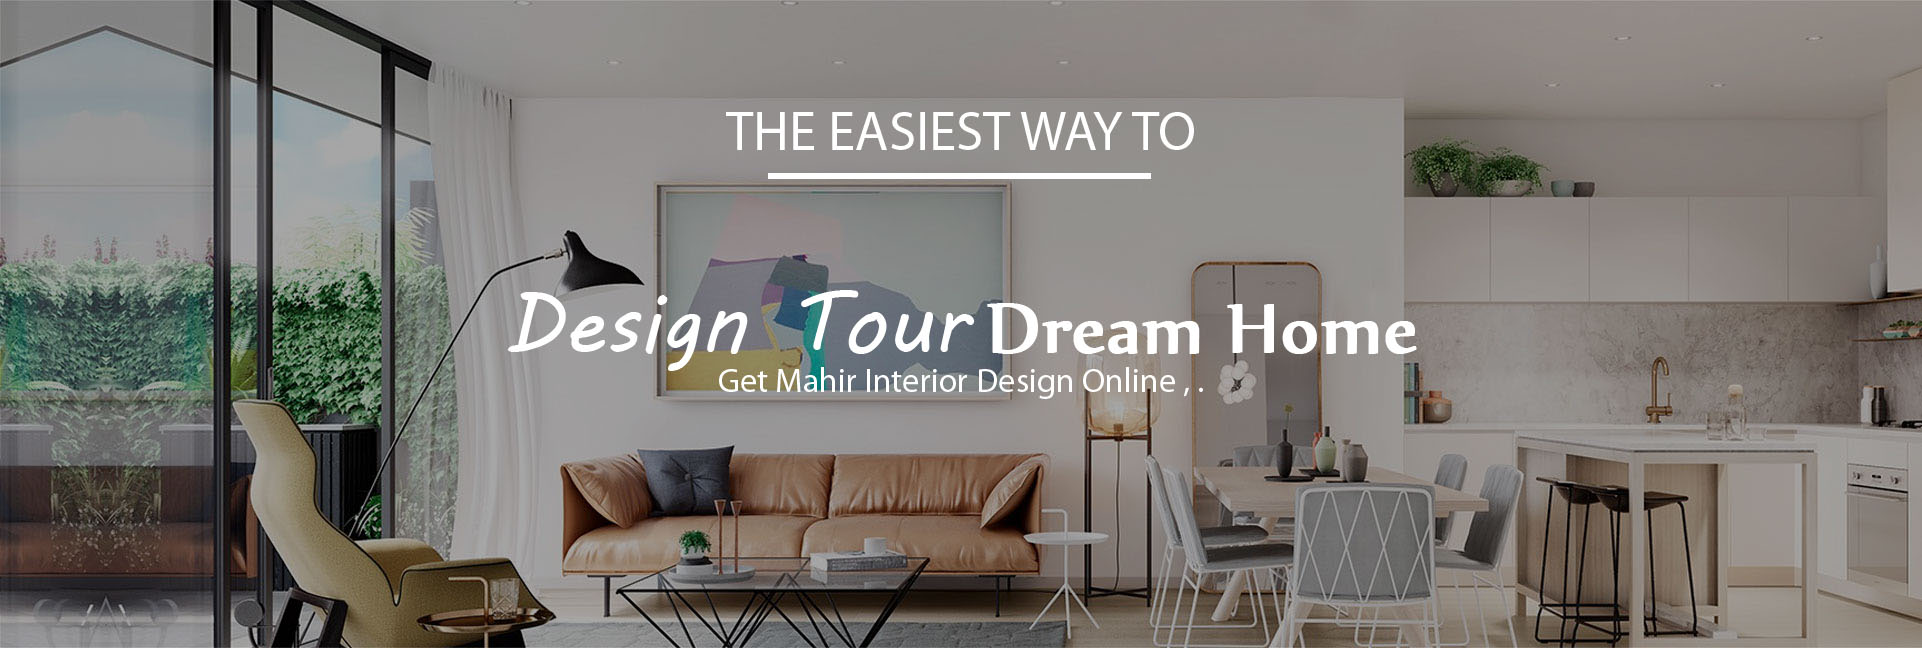 THE EASIEST WAY TO
Design Tour Dream Home
Get Mahir Interior Design Online , .